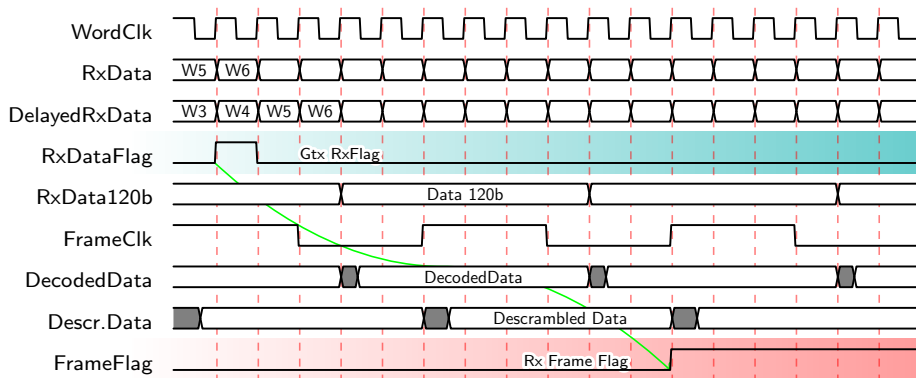 WordClk
RxData W5 W6
DelayedRxData W3 W4 W5 W6
RxDataFlag Gtx RxFlag
RxData120b Data 120b
FrameClk
DecodedData DecodedData
Descr.Data Descrambled Data
FrameFlag Rx Frame Flag